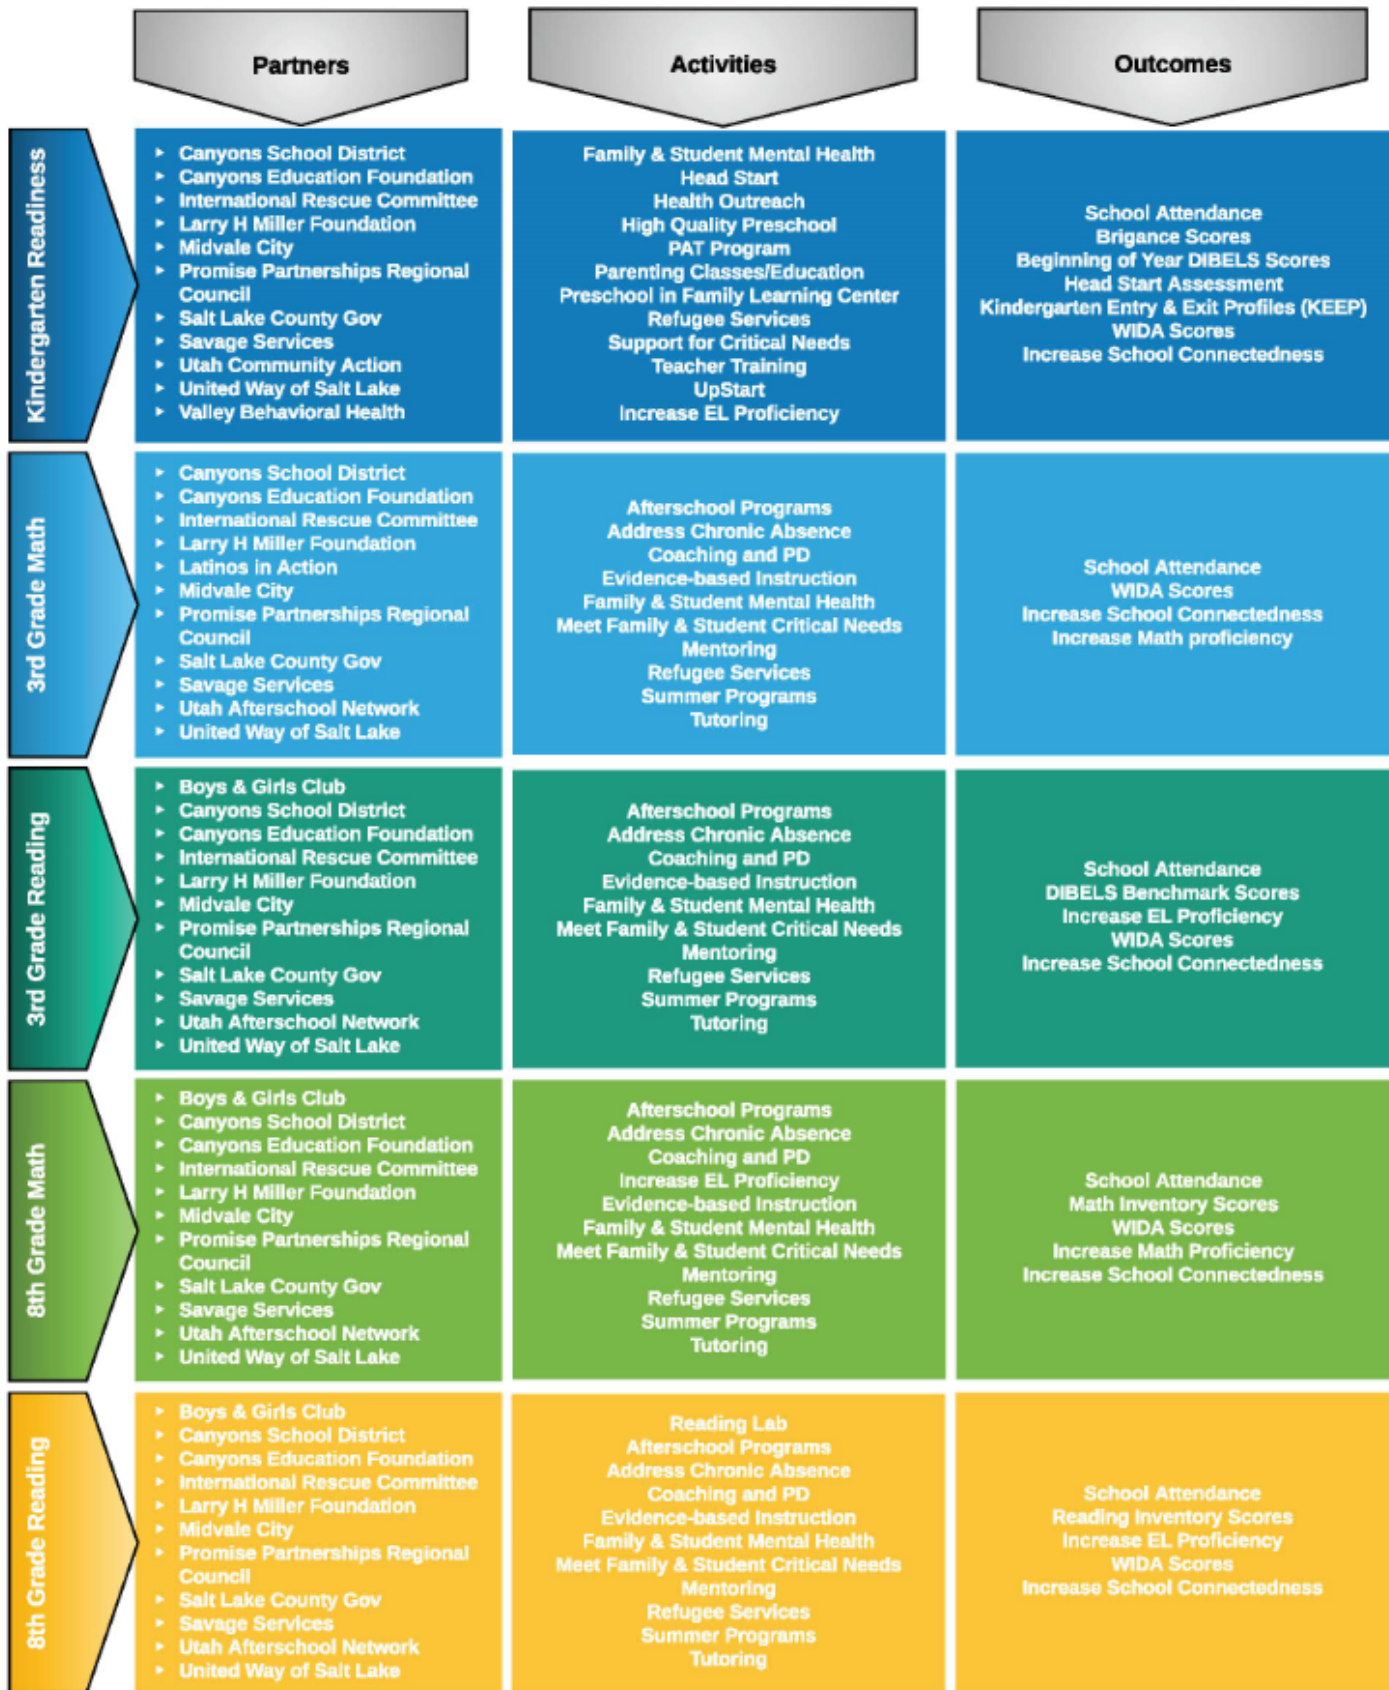 Partners
Activities
Outcomes
Kindergarten Readiness
Canyons School District
Canyons Education Foundation
International Rescue Committee
Larry H Miller Foundation
Midvale City
Promise Partnerships Regional
Council
Salt Lake County Gov
Savage Services
Utah Community Action
United Way of Salt Lake
Valley Behavioral Health
Family & Student Mental Health
Head Start
Health Outreach
High Quality Preschool
PAT Program
Parenting Classes/Education
Preschool in Family Learning Center
Refugee Services
Support for Critical Needs
Teacher Training
UpStart
Increase EL Proficiency
School Attendance
Brigance Scores
Beginning of Year DIBELS Scores
Head Start Assessment
Kindergarten Entry & Exit Profiles (KEEP)
WIDA Scores
Increase School Connectedness
3rd Grade Math
Canyons School District
Canyons Education Foundation
International Rescue Committee
Larry H Miller Foundation
Latinos in Action
Midvale City
Promise Partnerships Regional
Council
Salt Lake County Gov
Savage Services
Utah Afterschool Network
United Way of Salt Lake
Afterschool Programs
Address Chronic Absence
Coaching and PD
Evidence-based Instruction
Family & Student Mental Health
Meet Family & Student Critical Needs
Mentoring
Refugee Services
Summer Programs
Tutoring
School Attendance
WIDA Scores
Increase School Connectedness
Increase Math proficiency
3rd Grade Reading
Boys & Girls Club
Canyons School District
Canyons Education Foundation
International Rescue Committee
Larry H Miller Foundation
Midvale City
Promise Partnerships Regional
Council
Salt Lake County Gov
Savage Services
Utah Afterschool Network
United Way of Salt Lake
Afterschool Programs
Address Chronic Absence
Coaching and PD
Evidence-based Instruction
Family & Student Mental Health
Meet Family & Student Critical Needs
Mentoring
Refugee Services
Summer Programs
Tutoring
School Attendance
DIBELS Benchmark Scores
Increase EL Proficiency
WIDA Scores
Increase School Connectedness
8th Grade Math
Boys & Girls Club
Canyons School District
Canyons Education Foundation
International Rescue Committee
Larry H Miller Foundation
Midvale City
Promise Partnerships Regional
Council
Salt Lake County Gov
Savage Services
Utah Afterschool Network
United Way of Salt Lake
Afterschool Programs
Address Chronic Absence
Coaching and PD
Increase EL Proficiency
Evidence-based Instruction
Family & Student Mental Health
Meet Family & Student Critical Needs
Mentoring
Refugee Services
Summer Programs
Tutoring
School Attendance
Math Inventory Scores
WIDA Scores
Increase Math Proficiency
Increase School Connectedness
8th Grade Reading
Boys & Girls Club
Canyons School District
Canyons Education Foundation
International Rescue Committee
Larry H Miller Foundation
Midvale City
Promise Partnerships Regional
Council
Salt Lake County Gov
Savage Services
Utah Afterschool Network
United Way of Salt Lake
Reading Lab
Afterschool Programs
Address Chronic Absence
Coaching and PD
Evidence-based Instruction
Family & Student Mental Health
Meet Family & Student Critical Needs
Mentoring
Refugee Services
Summer Programs
Tutoring
School Attendance
Reading Inventory Scores
Increase EL Proficiency
WIDA Scores
Increase School Connectedness